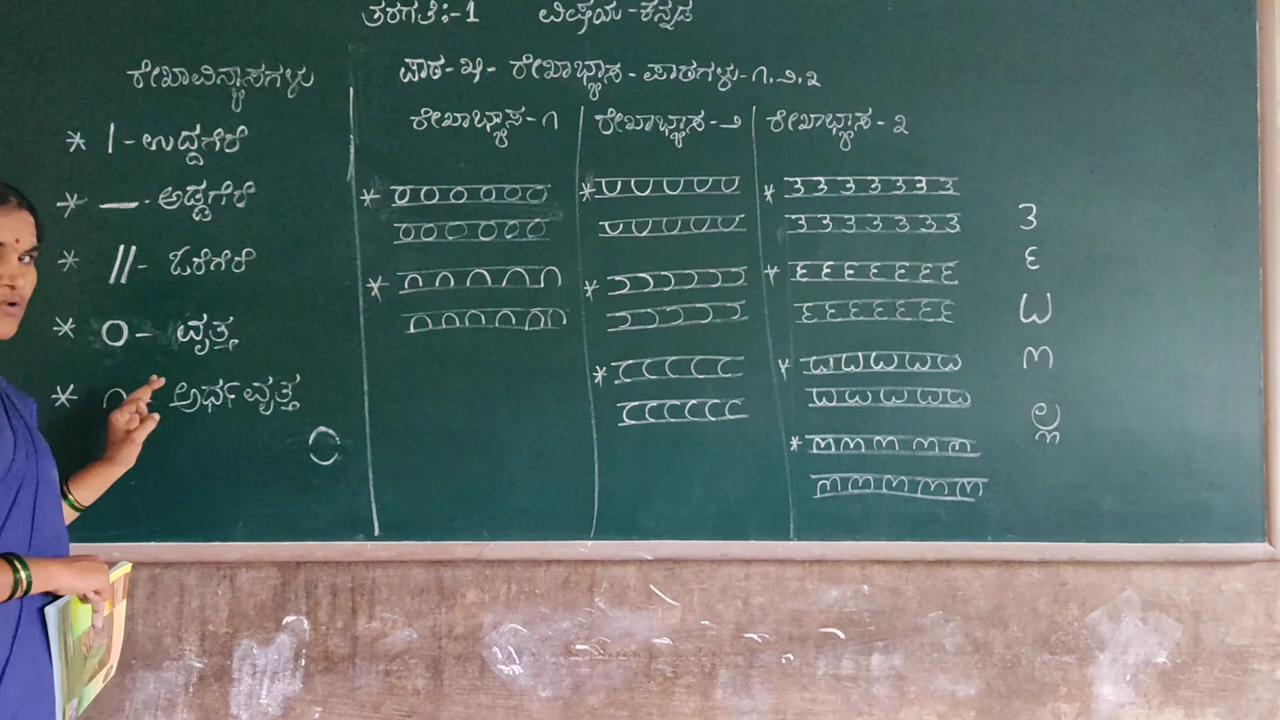 ತರಗತಿ:-1 ವಿಷಯ-ಕನ್ನಡ
ರೇಖಾವಿನ್ಯಾಸಗಳು
* | - ಉದ್ದಗೆರೆ
* — - ಅಡ್ಡಗೆರೆ
* // - ಓರೆಗೆರೆ
* O - ವೃತ್ತ
* ∩ - ಅರ್ಧವೃತ್ತ
ಪಾಠ - ರೇಖಾಭ್ಯಾಸ - ಪಾಠಗಳು-೧,೨,೩
ರೇಖಾಭ್ಯಾಸ-೧
ರೇಖಾಭ್ಯಾಸ-೨
ರೇಖಾಭ್ಯಾಸ-೩